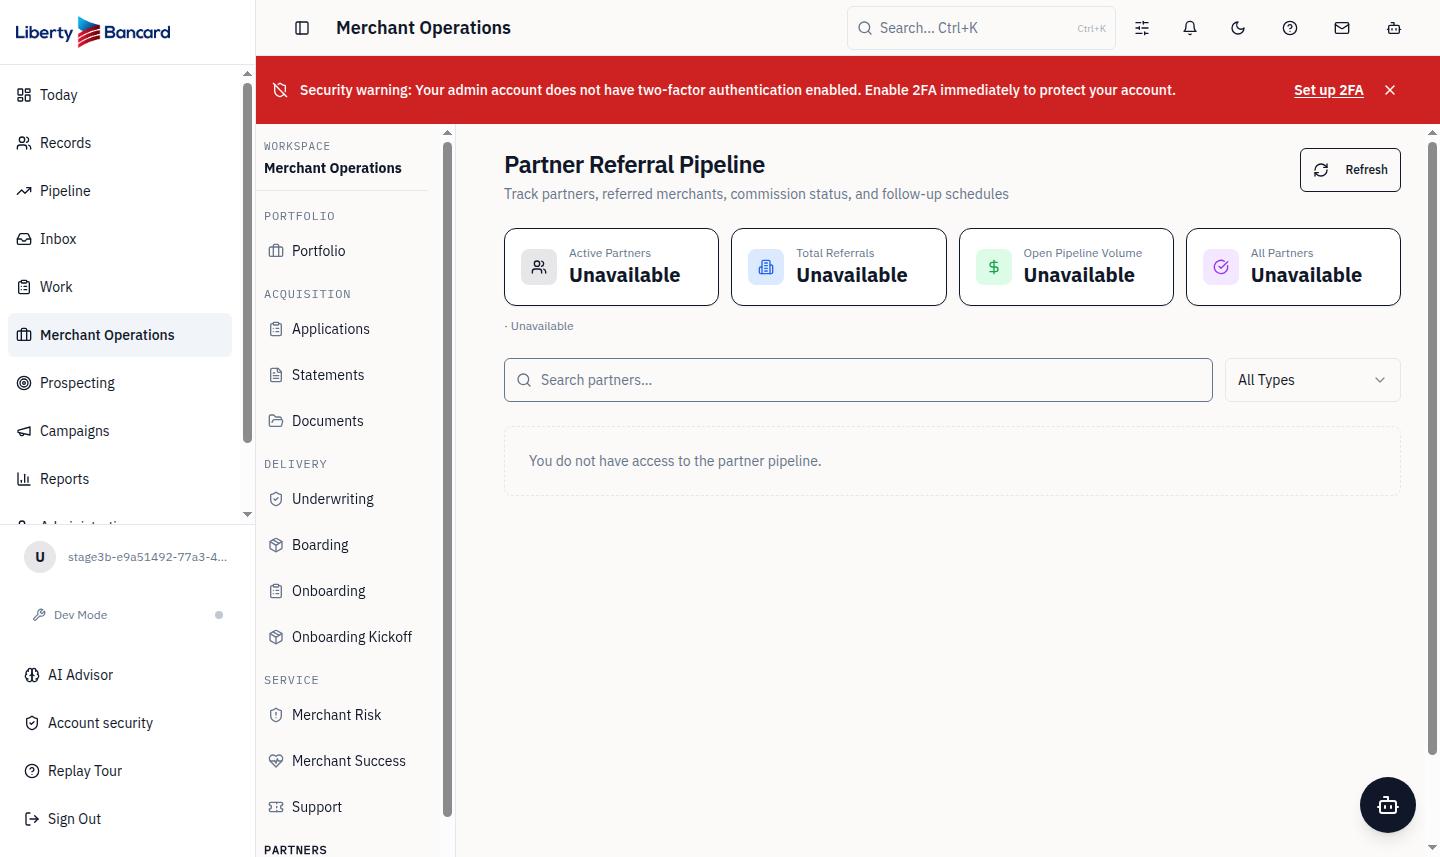 Liberty Bancard
Merchant Operations
Search... Ctrl+K
Ctrl+K
Security warning: Your admin account does not have two-factor authentication enabled. Enable 2FA immediately to protect your account.
Set up 2FA
Today
Records
Pipeline
Inbox
Work
Merchant Operations
Prospecting
Campaigns
Reports
U
stage3b-e9a51492-77a3-4...
Dev Mode
AI Advisor
Account security
Replay Tour
Sign Out
WORKSPACE
Merchant Operations
PORTFOLIO
Portfolio
ACQUISITION
Applications
Statements
Documents
DELIVERY
Underwriting
Boarding
Onboarding
Onboarding Kickoff
SERVICE
Merchant Risk
Merchant Success
Support
PARTNERS
Partner Referral Pipeline
Track partners, referred merchants, commission status, and follow-up schedules
Refresh
Active Partners
Unavailable
Total Referrals
Unavailable
Open Pipeline Volume
Unavailable
All Partners
Unavailable
· Unavailable
Search partners...
All Types
You do not have access to the partner pipeline.